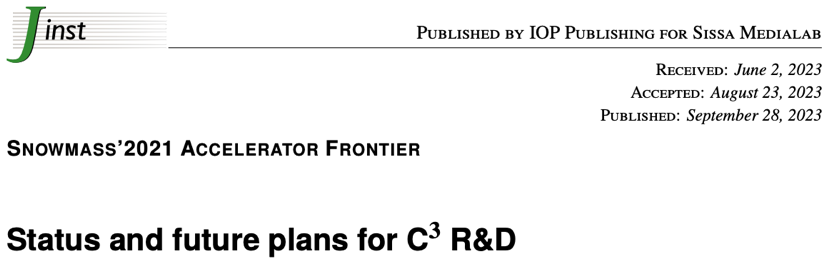 Jinst
Published by IOP Publishing for Sissa Medialab
Received: June 2, 2023
Accepted: August 23, 2023
Published: September 28, 2023
Snowmass'2021 Accelerator Frontier
Status and future plans for C³ R&D